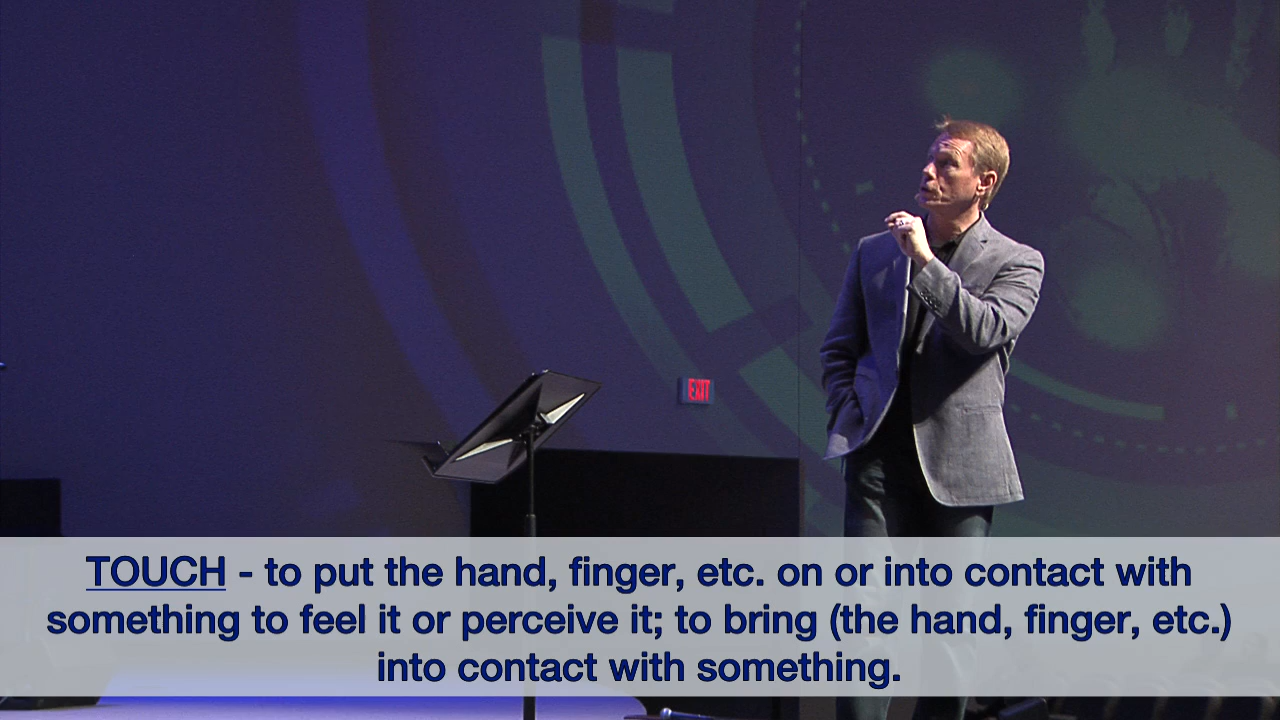 EXIT
TOUCH - to put the hand, finger, etc. on or into contact with
something to feel it or perceive it; to bring (the hand, finger, etc.)
into contact with something.